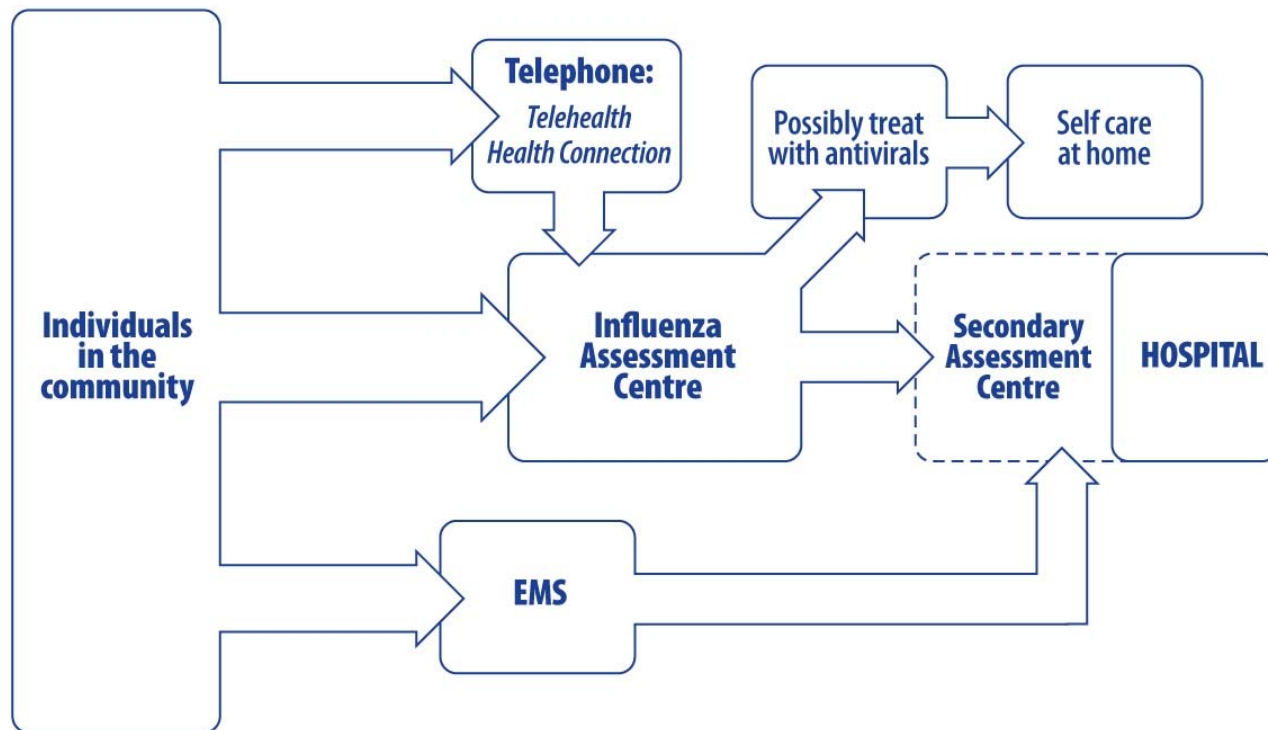 Individuals
in the
community
Telephone:
Telehealth
Health Connection
Possibly treat
with antivirals
Self care
at home
Influenza
Assessment
Centre
Secondary
Assessment
Centre
HOSPITAL
EMS